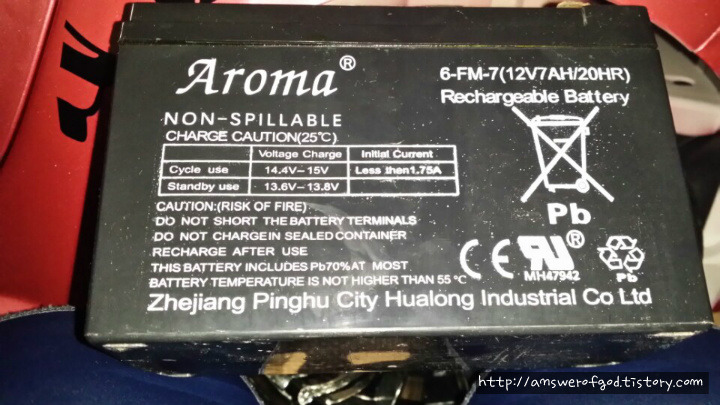 Aroma®
6-FM-7(12V7AH/20HR)
Rechargeable Battery
NON-SPILLABLE
CHARGE CAUTION(25℃)
Voltage Charge Initial Current
Cycle use 14.4V-15V Less then1.75A
Standby use 13.6V-13.8V
Pb
CAUTION:(RISK OF FIRE)
DO NOT SHORT THE BATTERY TERMINALS
DO NOT CHARGE IN SEALED CONTAINER
RECHARGE AFTER USE
THIS BATTERY INCLUDES Pb70%AT MOST
BATTERY TEMPERATURE IS NOT HIGHER THAN 55 ℃
CE
RU®
MH47942
Pb
Zhejiang Pinghu City Hualong Industrial Co Ltd
http://amswerofgod.tistory.com/